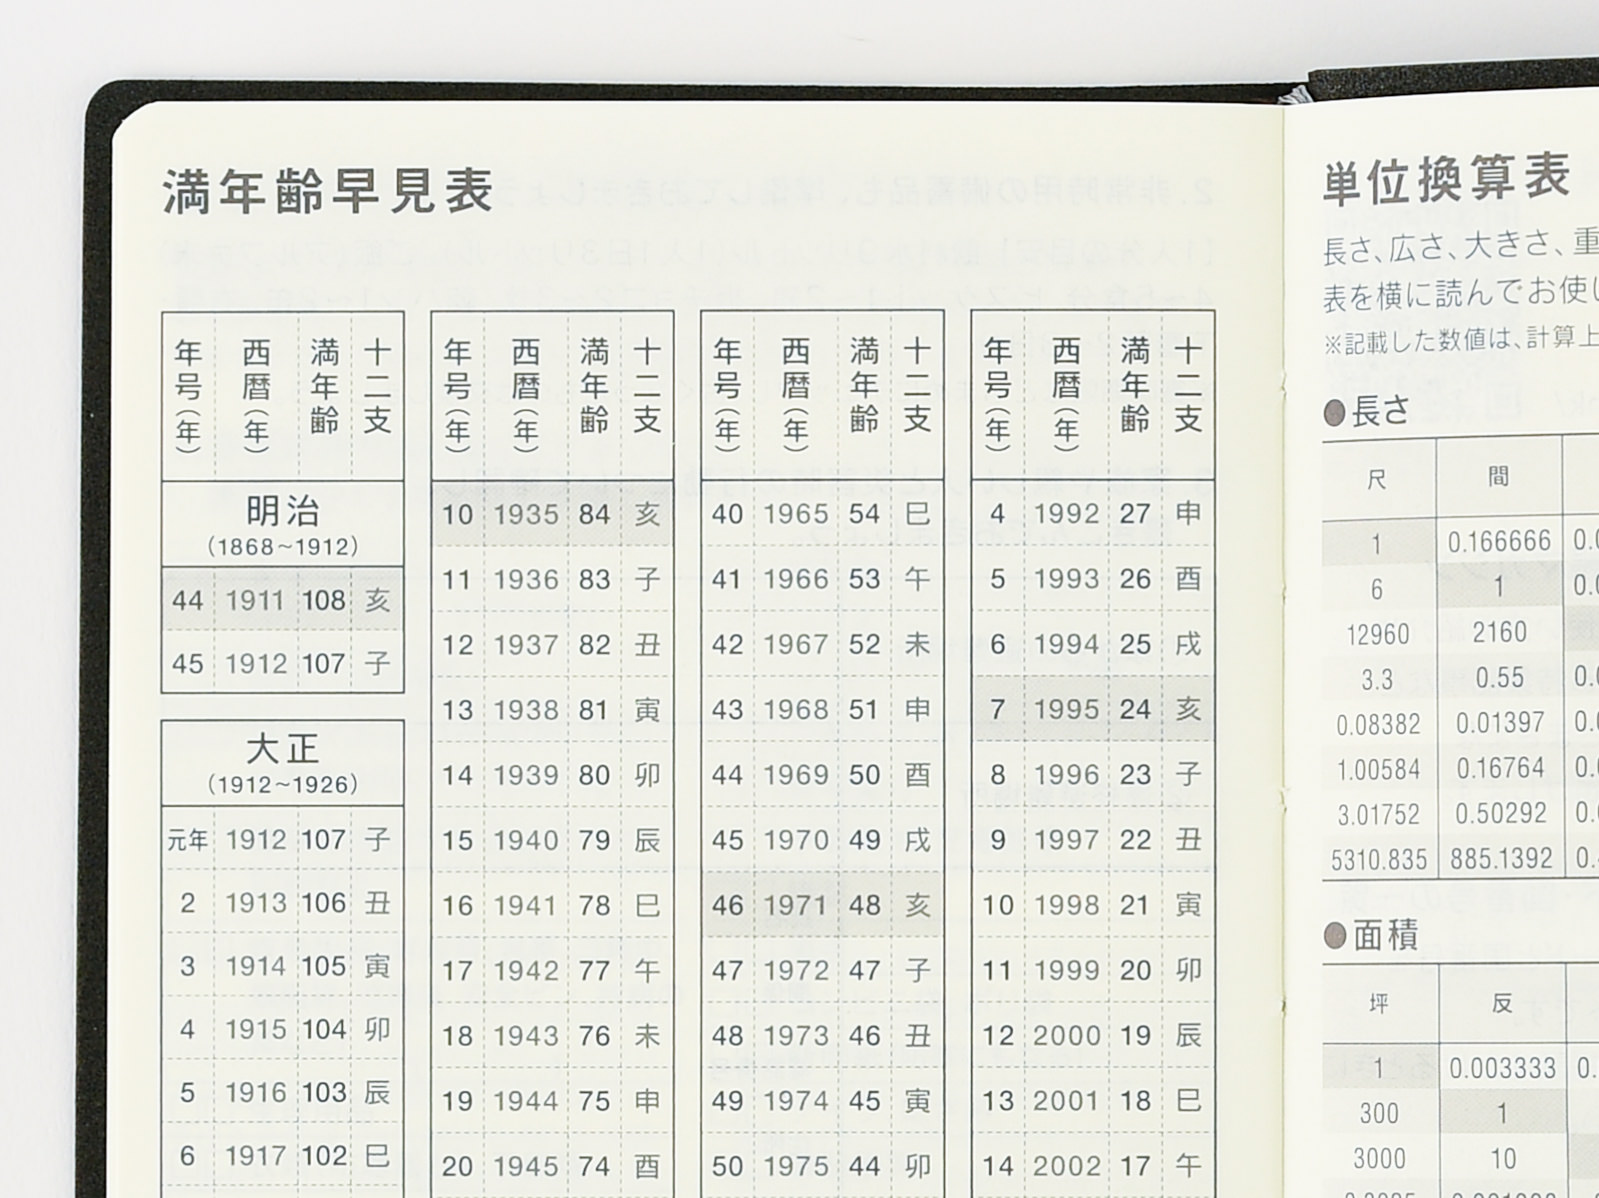 満年齢早見表
年号(年) 西暦(年) 満年齢 十二支
明治
(1868~1912)
44 1911 108 亥
45 1912 107 子
大正
(1912~1926)
元年 1912 107 子
2 1913 106 丑
3 1914 105 寅
4 1915 104 卯
5 1916 103 辰
6 1917 102 巳
年号(年) 西暦(年) 満年齢 十二支
10 1935 84 亥
11 1936 83 子
12 1937 82 丑
13 1938 81 寅
14 1939 80 卯
15 1940 79 辰
16 1941 78 巳
17 1942 77 午
18 1943 76 未
19 1944 75 申
20 1945 74 酉
年号(年) 西暦(年) 満年齢 十二支
40 1965 54 巳
41 1966 53 午
42 1967 52 未
43 1968 51 申
44 1969 50 酉
45 1970 49 戌
46 1971 48 亥
47 1972 47 子
48 1973 46 丑
49 1974 45 寅
50 1975 44 卯
年号(年) 西暦(年) 満年齢 十二支
4 1992 27 申
5 1993 26 酉
6 1994 25 戌
7 1995 24 亥
8 1996 23 子
9 1997 22 丑
10 1998 21 寅
11 1999 20 卯
12 2000 19 辰
13 2001 18 巳
14 2002 17 午
単位換算表
長さ、広さ、大きさ、重
表を横に読んでお使い
※記載した数値は、計算上
●長さ
尺 間
1 0.166666 0.
6 1 0.
12960 2160
3.3 0.55 0.
0.08382 0.01397 0.
1.00584 0.16764 0.
3.01752 0.50292 0.
5310.835 885.1392 0.
●面積
坪 反
1 0.003333 0.
300 1
3000 10